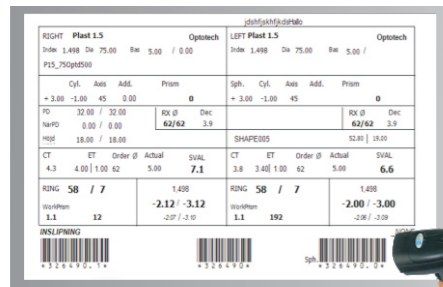 jdshfjskhfjkdsHallo
RIGHT Plast 1.5 Optotech
Index 1.498 Dia 75.00 Bas 5.00 / 0.00
P15_75Optd500
Cyl. Axis Add. Prism
+ 3.00 -1.00 45 0.00 0
PD 32.00 / 32.00 RX Ø Dec
NärPD 0.00 / 0.00 62/62 3.9
Höjd 18.00 / 18.00
CT ET Order Ø Actual SVAL
4.3 4.00 | 1.00 62 5.00 7.1
RING 58 / 7 1,498
WorkPrism -2.12 / -3.12
1.1 12 -2.07 / -3.10
INSLIPNING
*326490.1*
LEFT Plast 1.5 Optotech
Index 1.498 Dia 75.00 Bas 5.00 /
Sph. Cyl. Axis Add. Prism
+ 3.00 -1.00 45 0
RX Ø Dec
62/62 3.9
SHAPE005 52.80 | 19.00
CT ET Order Ø Actual SVAL
3.8 3.40 | 1.00 62 5.00 6.6
RING 58 / 7 1,498
WorkPrism -2.00 / -3.00
1.1 192 -2.06 / -3.09
NONE
*326490*
Sph.
*326490.0*